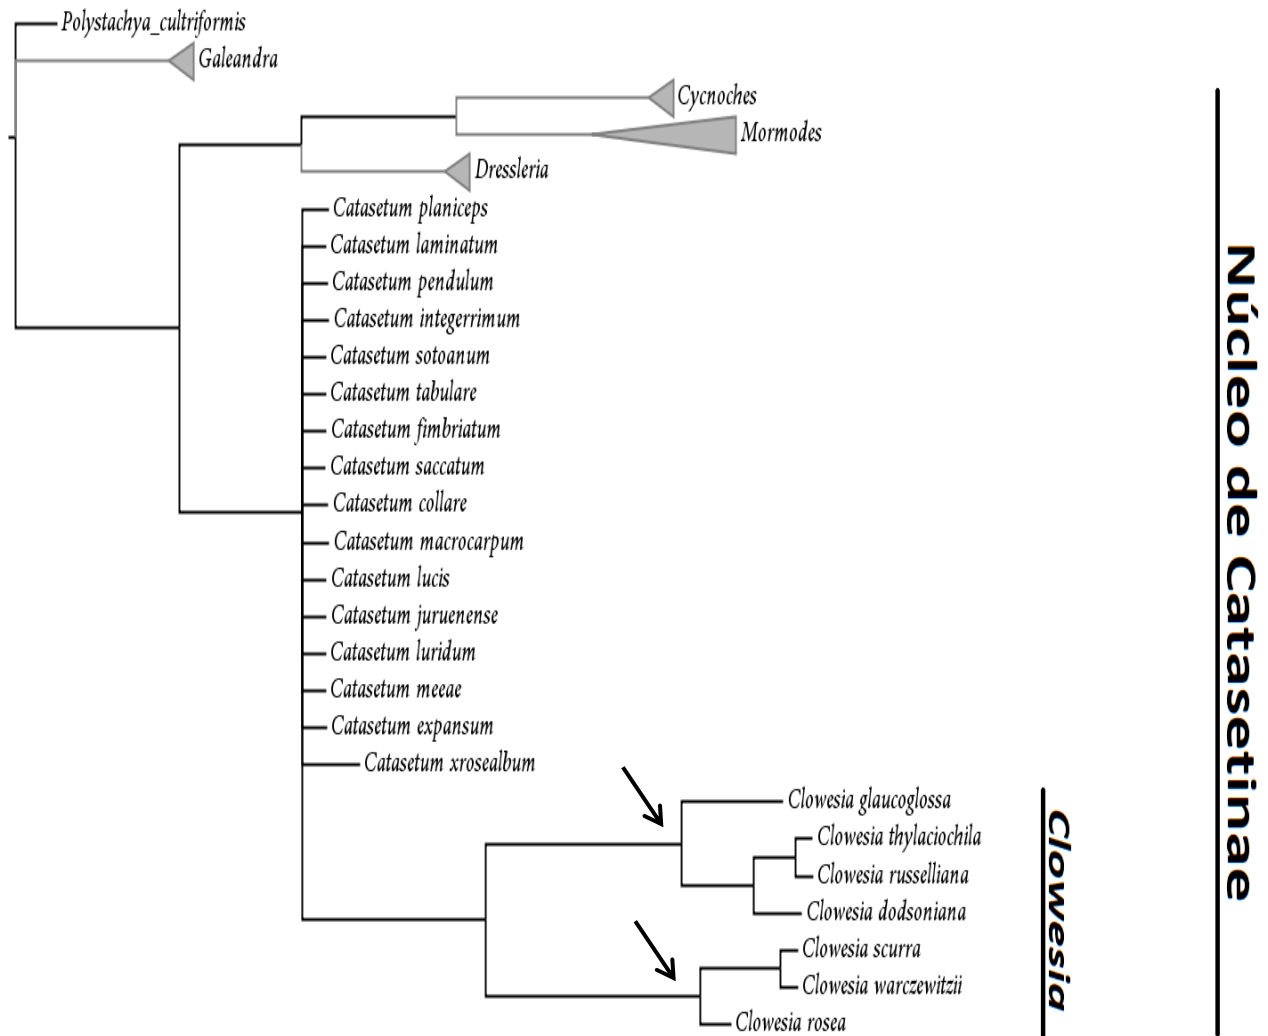 Polystachya_cultriformis
Galeandra
Cycnoches
Mormodes
Dressleria
Catasetum planiceps
Catasetum laminatum
Catasetum pendulum
Catasetum integerrimum
Catasetum sotoanum
Catasetum tabulare
Catasetum fimbriatum
Catasetum saccatum
Catasetum collare
Catasetum macrocarpum
Catasetum lucis
Catasetum juruenense
Catasetum luridum
Catasetum meeae
Catasetum expansum
Catasetum xrosealbum
Clowesia glaucoglossa
Clowesia thylaciochila
Clowesia russelliana
Clowesia dodsoniana
Clowesia scurra
Clowesia warczewitzii
Clowesia rosea
Clowesia
Núcleo de Catasetinae